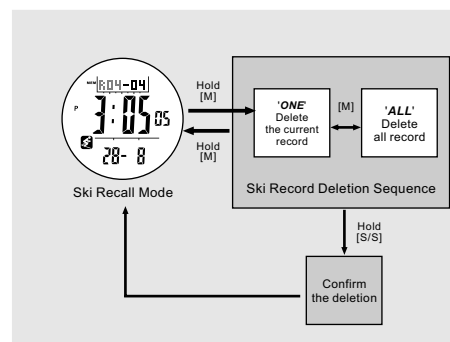 MEM R04-04
P 3:05 05
28- 8
Ski Recall Mode
Hold
[M]
Hold
[M]
'ONE'
Delete
the current
record
[M]
'ALL'
Delete
all record
Ski Record Deletion Sequence
Hold
[S/S]
Confirm
the deletion